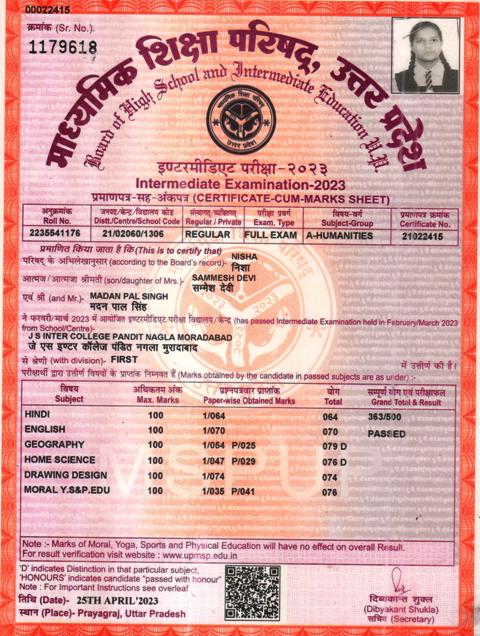 00022415
क्रमांक (Sr. No.)
1179618
माध्यमिक शिक्षा परिषद, उत्तर प्रदेश
Board of High School and Intermediate Education U.P.
इण्टरमीडिएट परीक्षा-२०२३
Intermediate Examination-2023
प्रमाणपत्र-सह-अंकपत्र (CERTIFICATE-CUM-MARKS SHEET)
अनुक्रमांक जनपद/केन्द्र/विद्यालय कोड संस्थागत/व्यक्तिगत परीक्षा प्रवर्ग विषय-वर्ग प्रमाणपत्र क्रमांक
Roll No. Distt./Centre/School Code Regular / Private Exam. Type Subject-Group Certificate No.
2235541176 21/02060/1306 REGULAR FULL EXAM A-HUMANITIES 21022415
प्रमाणित किया जाता है कि(This is to certify that)
परिषद् के अभिलेखानुसार (according to the Board's record)- NISHA
निशा
आत्मज / आत्मजा श्रीमती (son/daughter of Mrs.)- SAMMESH DEVI
सम्मेश देवी
एवं श्री (and Mr.)- MADAN PAL SINGH
मदन पाल सिंह
ने फरवरी/मार्च 2023 में आयोजित इण्टरमीडिएट परीक्षा विद्यालय/केन्द्र (has passed Intermediate Examination held in February/March 2023
from School/Centre)-
J S INTER COLLEGE PANDIT NAGLA MORADABAD
जे एस इण्टर कॉलेज पंडित नगला मुरादाबाद
से श्रेणी (with division)- FIRST में उत्तीर्ण की है।
परीक्षार्थी द्वारा उत्तीर्ण विषयों के प्राप्तांक निम्नवत हैं (Marks obtained by the candidate in passed subjects are as under) :-
विषय अधिकतम अंक प्रश्नपत्रवार प्राप्तांक योग सम्पूर्ण योग एवं परीक्षाफल
Subject Max. Marks Paper-wise Obtained Marks Total Grand Total & Result
HINDI 100 1/064 064 363/500
ENGLISH 100 1/070 070 PASSED
GEOGRAPHY 100 1/054 P/025 079 D
HOME SCIENCE 100 1/047 P/029 076 D
DRAWING DESIGN 100 1/074 074
MORAL Y.S&P.EDU 100 1/035 P/041 076
Note :- Marks of Moral, Yoga, Sports and Physical Education will have no effect on overall Result.
For result verification visit website : www.upmsp.edu.in
'D' indicates Distinction in that particular subject,
'HONOURS' indicates candidate "passed with honour"
Note : For Important Instructions see overleaf
तिथि (Date)- 25TH APRIL'2023
स्थान (Place)- Prayagraj, Uttar Pradesh
दिब्यकान्त शुक्ल
(Dibyakant Shukla)
सचिव (Secretary)